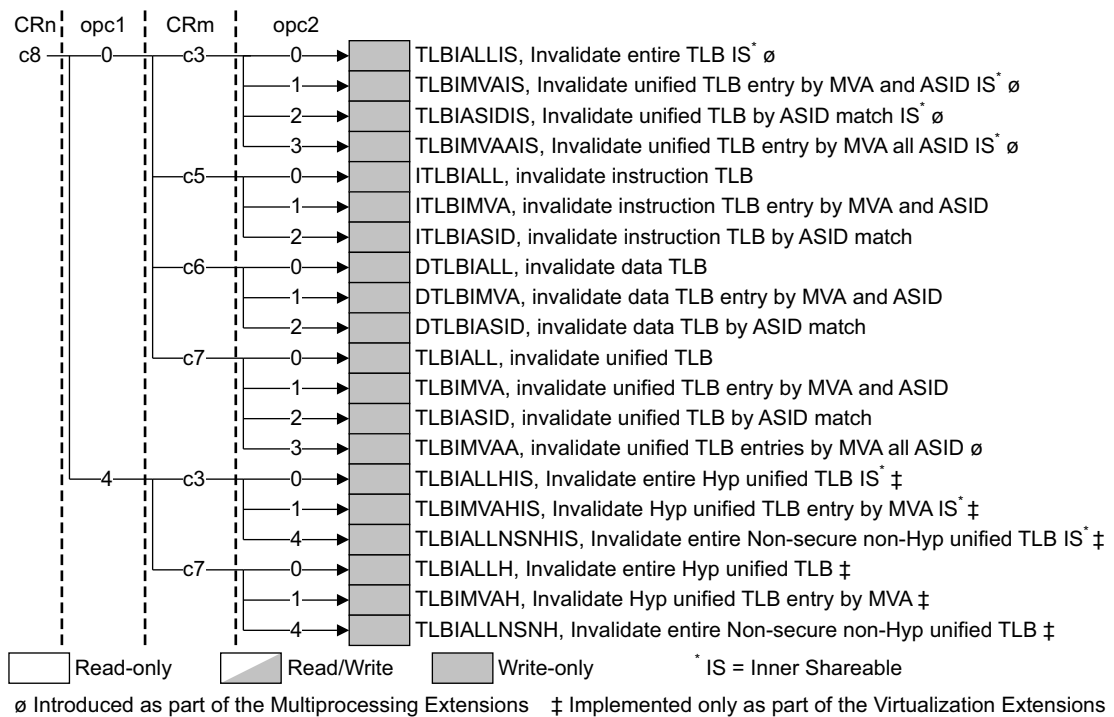 CRn opc1 CRm opc2
c8 0 c3 0 TLBIALLIS, Invalidate entire TLB IS* ø
1 TLBIMVAIS, Invalidate unified TLB entry by MVA and ASID IS* ø
2 TLBIASIDIS, Invalidate unified TLB by ASID match IS* ø
3 TLBIMVAAIS, Invalidate unified TLB entry by MVA all ASID IS* ø
c5 0 ITLBIALL, invalidate instruction TLB
1 ITLBIMVA, invalidate instruction TLB entry by MVA and ASID
2 ITLBIASID, invalidate instruction TLB by ASID match
c6 0 DTLBIALL, invalidate data TLB
1 DTLBIMVA, invalidate data TLB entry by MVA and ASID
2 DTLBIASID, invalidate data TLB by ASID match
c7 0 TLBIALL, invalidate unified TLB
1 TLBIMVA, invalidate unified TLB entry by MVA and ASID
2 TLBIASID, invalidate unified TLB by ASID match
3 TLBIMVAA, invalidate unified TLB entries by MVA all ASID ø
4 c3 0 TLBIALLHIS, Invalidate entire Hyp unified TLB IS* ‡
1 TLBIMVAHIS, Invalidate Hyp unified TLB entry by MVA IS* ‡
4 TLBIALLNSNHIS, Invalidate entire Non-secure non-Hyp unified TLB IS* ‡
c7 0 TLBIALLH, Invalidate entire Hyp unified TLB ‡
1 TLBIMVAH, Invalidate Hyp unified TLB entry by MVA ‡
4 TLBIALLNSNH, Invalidate entire Non-secure non-Hyp unified TLB ‡
Read-only Read/Write Write-only * IS = Inner Shareable
ø Introduced as part of the Multiprocessing Extensions ‡ Implemented only as part of the Virtualization Extensions